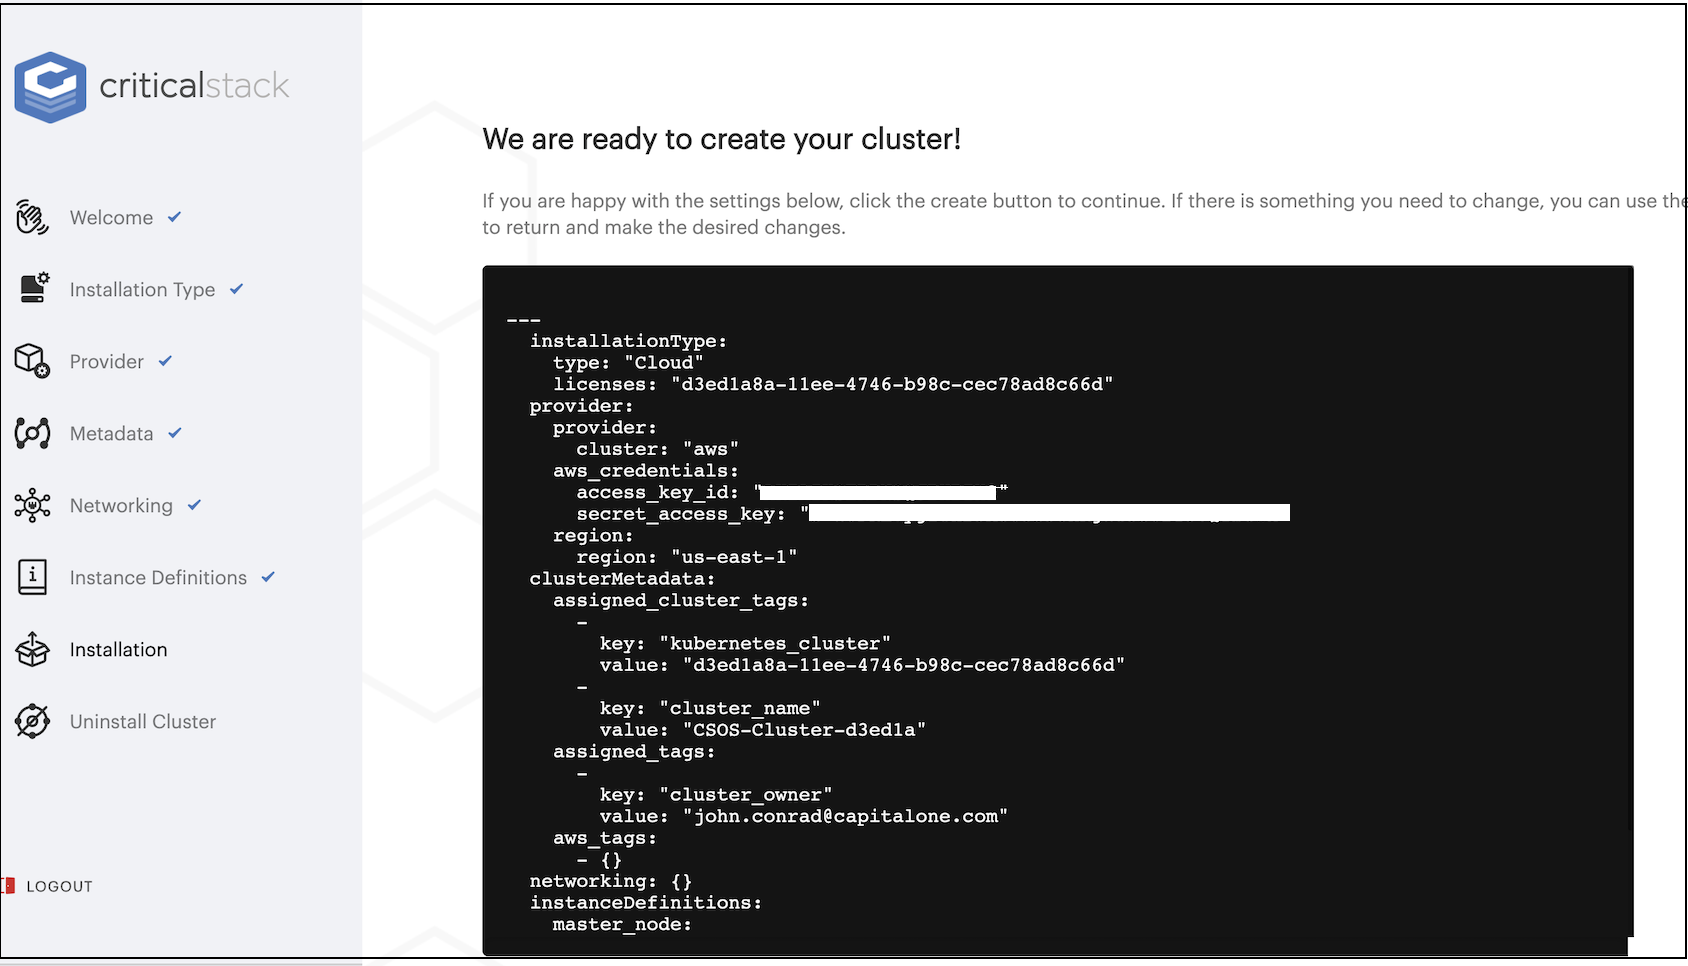 criticalstack
Welcome
Installation Type
Provider
Metadata
Networking
Instance Definitions
Installation
Uninstall Cluster
LOGOUT
We are ready to create your cluster!
If you are happy with the settings below, click the create button to continue. If there is something you need to change, you can use the
to return and make the desired changes.
---
installationType:
type: "Cloud"
licenses: "d3ed1a8a-11ee-4746-b98c-cec78ad8c66d"
provider:
provider:
cluster: "aws"
aws_credentials:
access_key_id: " "
secret_access_key: "
region:
region: "us-east-1"
clusterMetadata:
assigned_cluster_tags:
-
key: "kubernetes_cluster"
value: "d3ed1a8a-11ee-4746-b98c-cec78ad8c66d"
-
key: "cluster_name"
value: "CSOS-Cluster-d3ed1a"
assigned_tags:
-
key: "cluster_owner"
value: "john.conrad@capitalone.com"
aws_tags:
- {}
networking: {}
instanceDefinitions:
master_node: